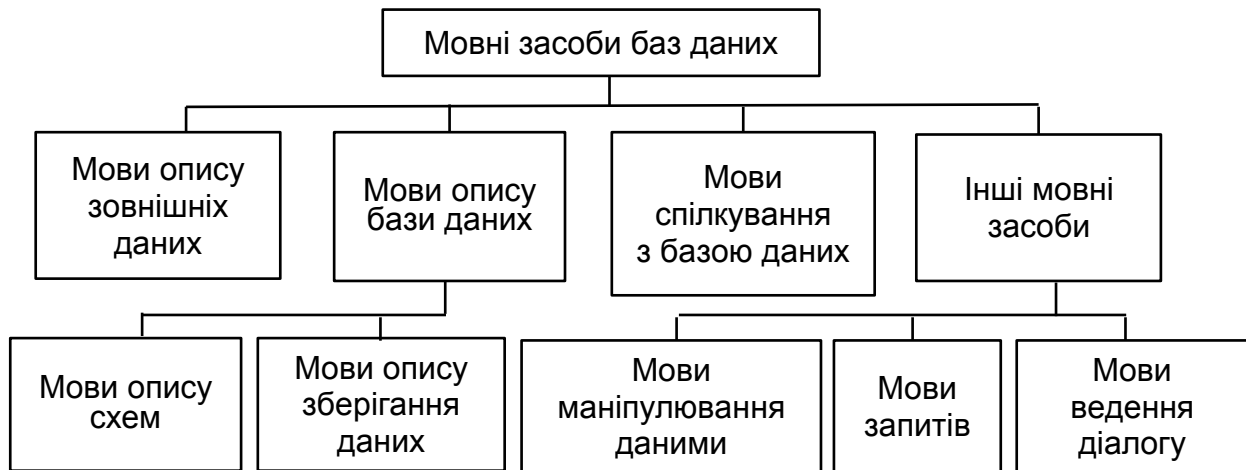 Мовні засоби баз даних
Мови опису
зовнішніх
даних
Мови опису
бази даних
Мови
спілкування
з базою даних
Інші мовні
засоби
Мови опису
схем
Мови опису
зберігання
даних
Мови
маніпулювання
даними
Мови
запитів
Мови
ведення
діалогу